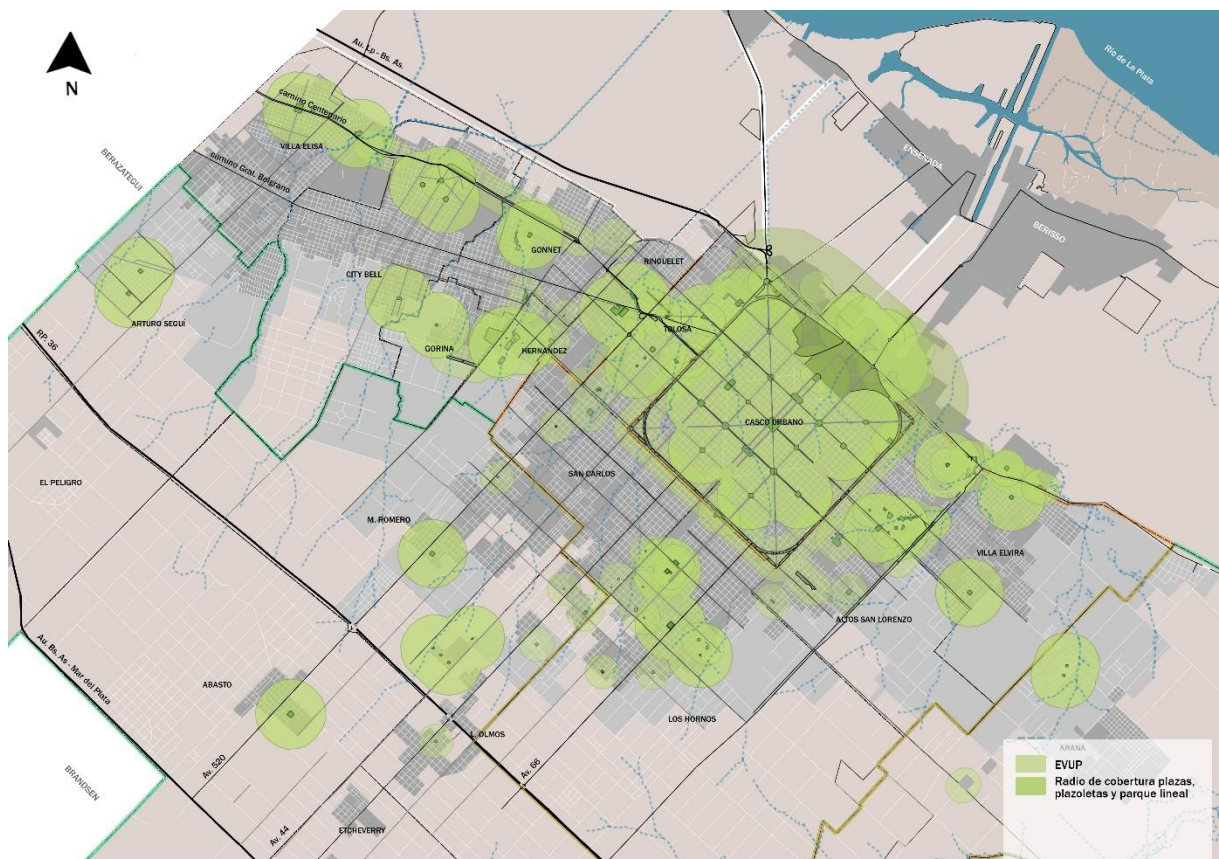 N
Au. Lp - Bs. As.
Río de La Plata
camino Centenario
VILLA ELISA
ENSENADA
BERAZATEGUI
camino Gral. Belgrano
BERISSO
GONNET
RINGUELET
CITY BELL
ARTURO SEGUÍ
TOLOSA
RP. 36
GORINA
HERNANDEZ
CASCO URBANO
SAN CARLOS
EL PELIGRO
M. ROMERO
VILLA ELVIRA
ALTOS SAN LORENZO
Au. Bs. As - Mar del Plata
ABASTO
LOS HORNOS
L. OLMOS
ARANA
BRANDSEN
Av. 520
Av. 66
Av. 44
ETCHEVERRY
EVUP
Radio de cobertura plazas,
plazoletas y parque lineal